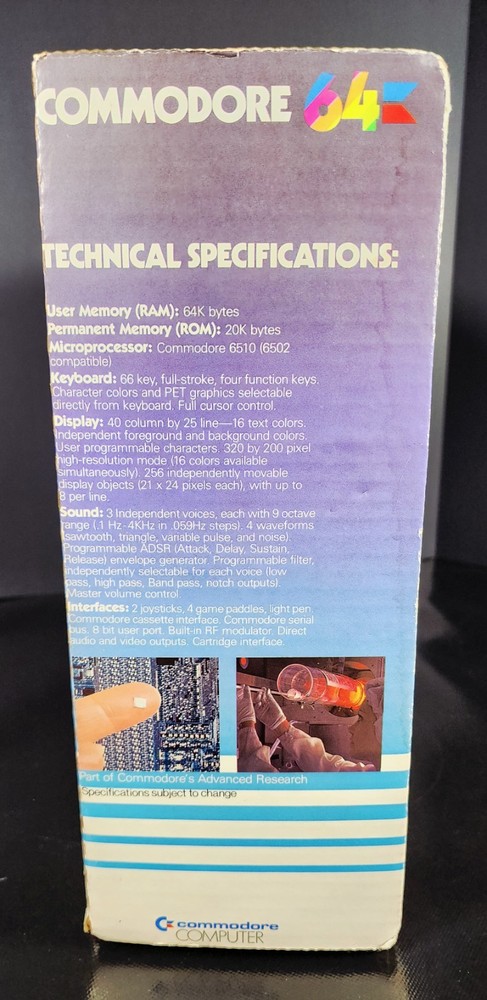 COMMODORE 64
TECHNICAL SPECIFICATIONS:
User Memory (RAM): 64K bytes
Permanent Memory (ROM): 20K bytes
Microprocessor: Commodore 6510 (6502
compatible)
Keyboard: 66 key, full-stroke, four function keys.
Character colors and PET graphics selectable
directly from keyboard. Full cursor control.
Display: 40 column by 25 line—16 text colors.
Independent foreground and background colors.
User programmable characters. 320 by 200 pixel
high-resolution mode (16 colors available
simultaneously). 256 independently movable
display objects (21 x 24 pixels each), with up to
8 per line.
Sound: 3 Independent voices, each with 9 octave
range (.1 Hz-4KHz in .059Hz steps). 4 waveforms
(sawtooth, triangle, variable pulse, and noise).
Programmable ADSR (Attack, Delay, Sustain,
Release) envelope generator. Programmable filter,
independently selectable for each voice (low
pass, high pass, Band pass, notch outputs).
Master volume control.
Interfaces: 2 joysticks, 4 game paddles, light pen.
Commodore cassette interface. Commodore serial
bus. 8 bit user port. Built-in RF modulator. Direct
audio and video outputs. Cartridge interface.
Part of Commodore's Advanced Research
Specifications subject to change
commodore
COMPUTER